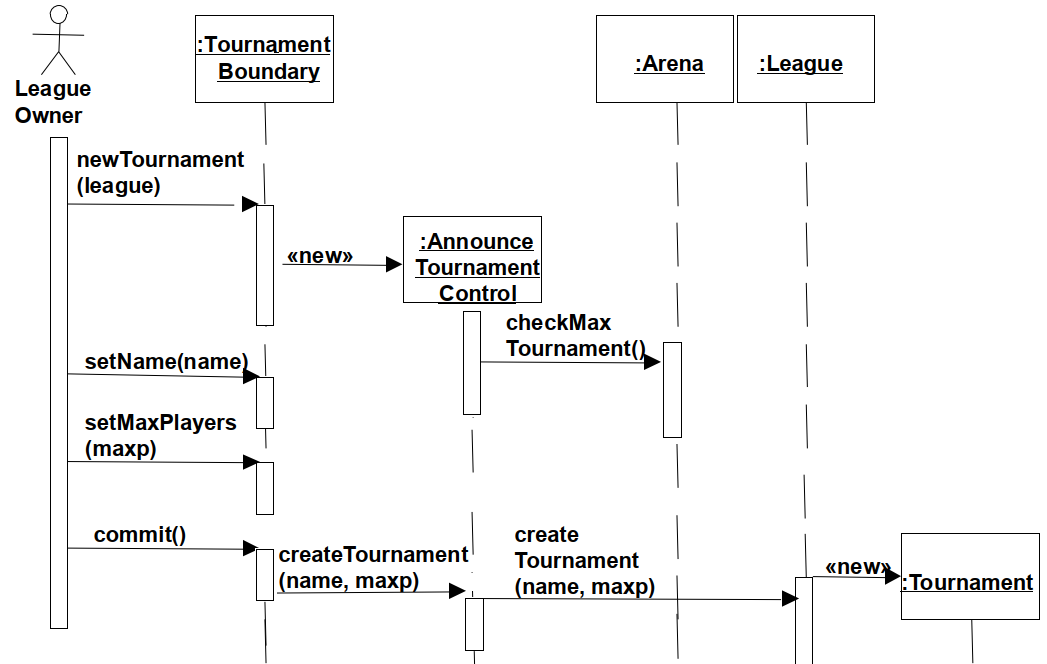 League
Owner
:Tournament
Boundary
:Arena
:League
newTournament
(league)
«new»
:Announce
Tournament
Control
checkMax
Tournament()
setName(name)
setMaxPlayers
(maxp)
commit()
createTournament
(name, maxp)
create
Tournament
(name, maxp)
«new»
:Tournament